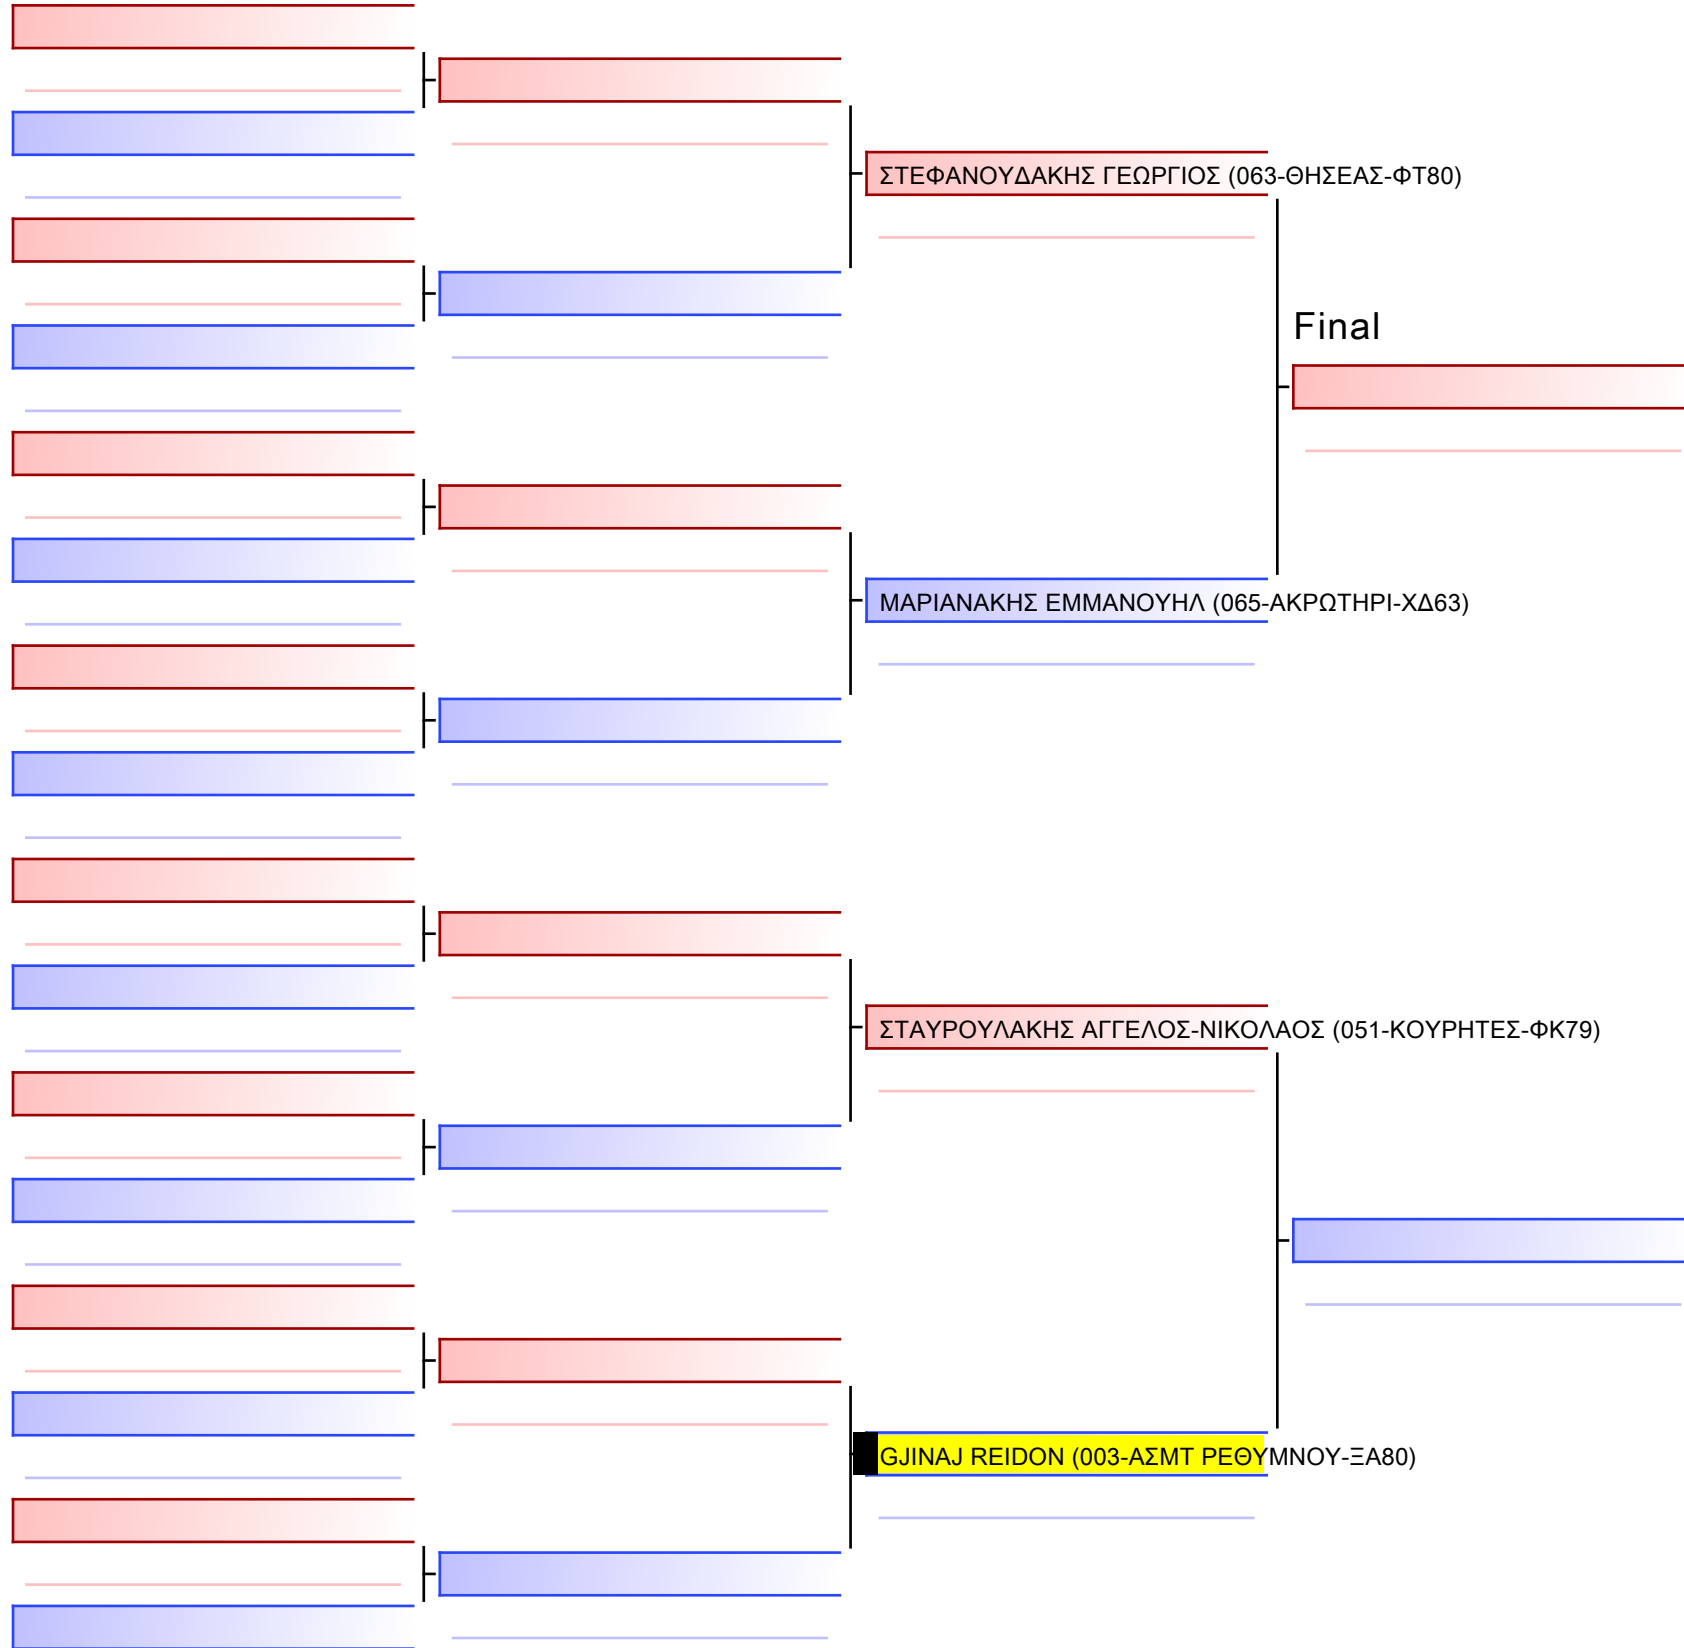 ΣΤΕΦΑΝΟΥΔΑΚΗΣ ΓΕΩΡΓΙΟΣ (063-ΘΗΣΕΑΣ-ΦΤ80)
Final
ΜΑΡΙΑΝΑΚΗΣ ΕΜΜΑΝΟΥΗΛ (065-ΑΚΡΩΤΗΡΙ-ΧΔ63)
ΣΤΑΥΡΟΥΛΑΚΗΣ ΑΓΓΕΛΟΣ-ΝΙΚΟΛΑΟΣ (051-ΚΟΥΡΗΤΕΣ-ΦΚ79)
GJINAJ REIDON (003-ΑΣΜΤ ΡΕΘΥΜΝΟΥ-ΞΑ80)